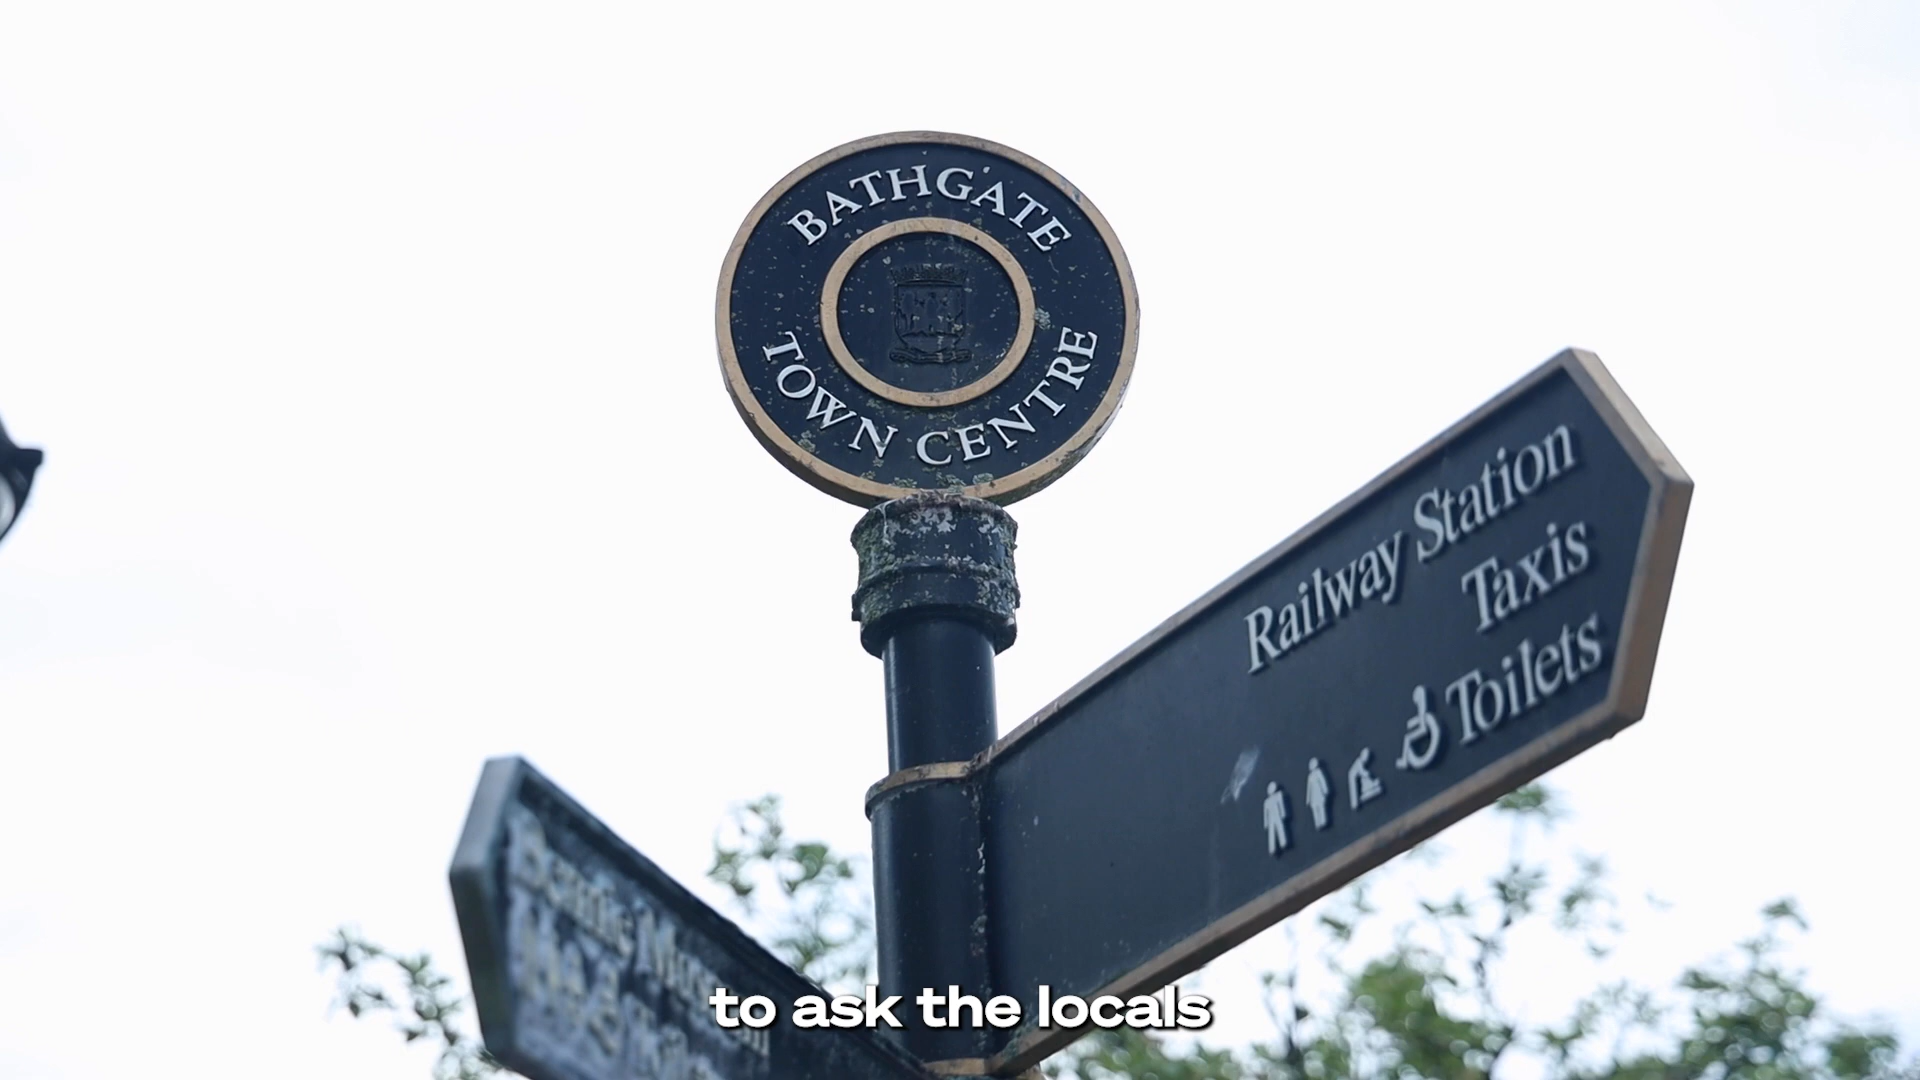 BATHGATE
TOWN CENTRE
Railway Station
Taxis
Toilets
to ask the locals